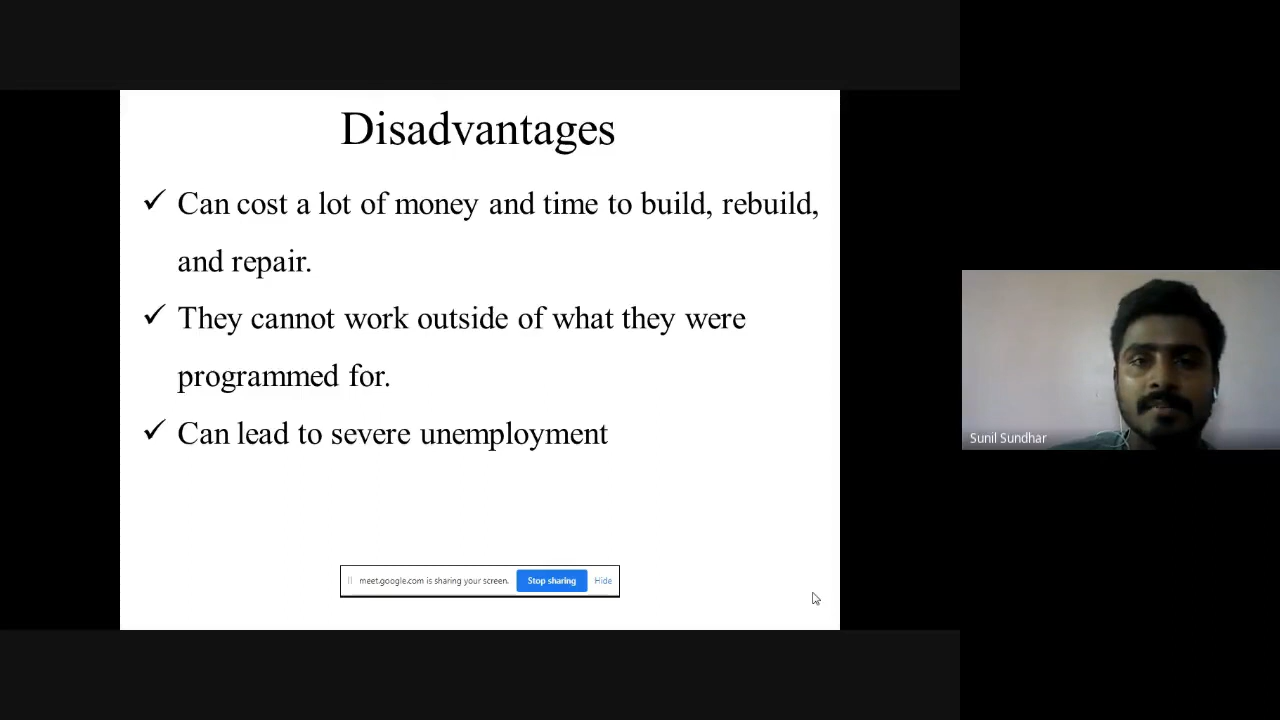 Disadvantages
✓ Can cost a lot of money and time to build, rebuild,
and repair.
✓ They cannot work outside of what they were
programmed for.
✓ Can lead to severe unemployment
meet.google.com is sharing your screen. Stop sharing Hide
Sunil Sundhar